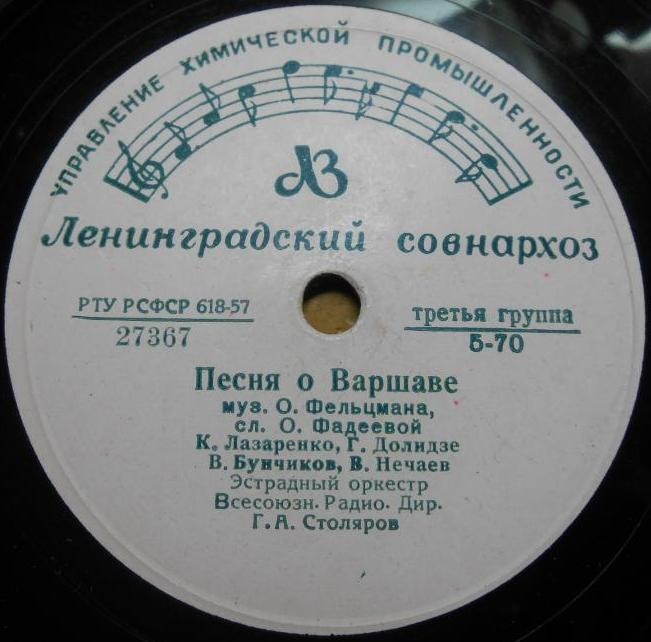 УПРАВЛЕНИЕ ХИМИЧЕСКОЙ ПРОМЫШЛЕННОСТИ
ЛЗ
Ленинградский совнархоз
РТУ РСФСР 618-57
27367
третья группа
5-70
Песня о Варшаве
муз. О. Фельцмана,
сл. О. Фадеевой
К. Лазаренко, Г. Долидзе
В. Бунчиков, В. Нечаев
Эстрадный оркестр
Всесоюзн. Радио. Дир.
Г.А. Столяров